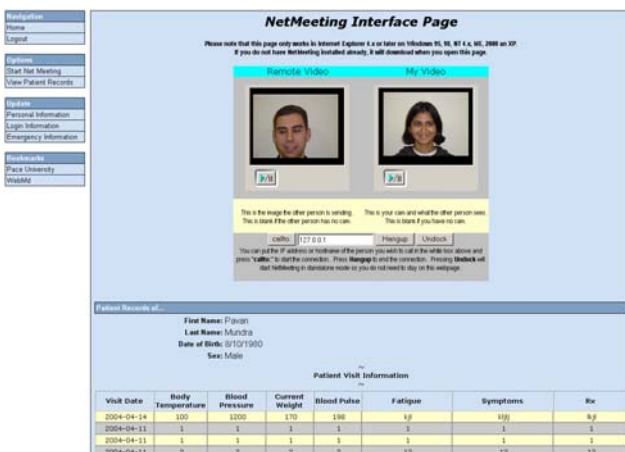 Navigation
Home
Logout
Options
Start Net Meeting
View Patient Records
Update
Personal Information
Login Information
Emergency Information
Bookmarks
Pace University
WebMd
NetMeeting Interface Page
Please note that this page only works in Internet Explorer 4.x or later on Windows 95, 98, NT 4.x, ME, 2000 an XP.
If you do not have NetMeeting installed already, it will download when you open this page.
Remote Video My Video
This is the image the other person is sending. This is your cam and what the other person sees.
This is blank if the other person has no cam. This is blank if you have no cam.
callto: 127.0.0.1 Hangup Undock
You can put the IP address or hostname of the person you wish to call in the white box above and
press "callto:" to start the connection. Press Hangup to end the connection. Pressing Undock will
start NetMeeting in standalone mode so you do not need to stay on this webpage.
Patient Records of...
First Name: Pavan
Last Name: Mundra
Date of Birth: 8/10/1980
Sex: Male
~
Patient Visit Information
~
Visit Date Body Temperature Blood Pressure Current Weight Blood Pulse Fatigue Symptoms Rx
2004-04-14 100 1200 170 198
2004-04-11 1 1 1 1 1 1 1
2004-04-11 1 1 1 1 1 1 1
2004-04-11 12 12 12